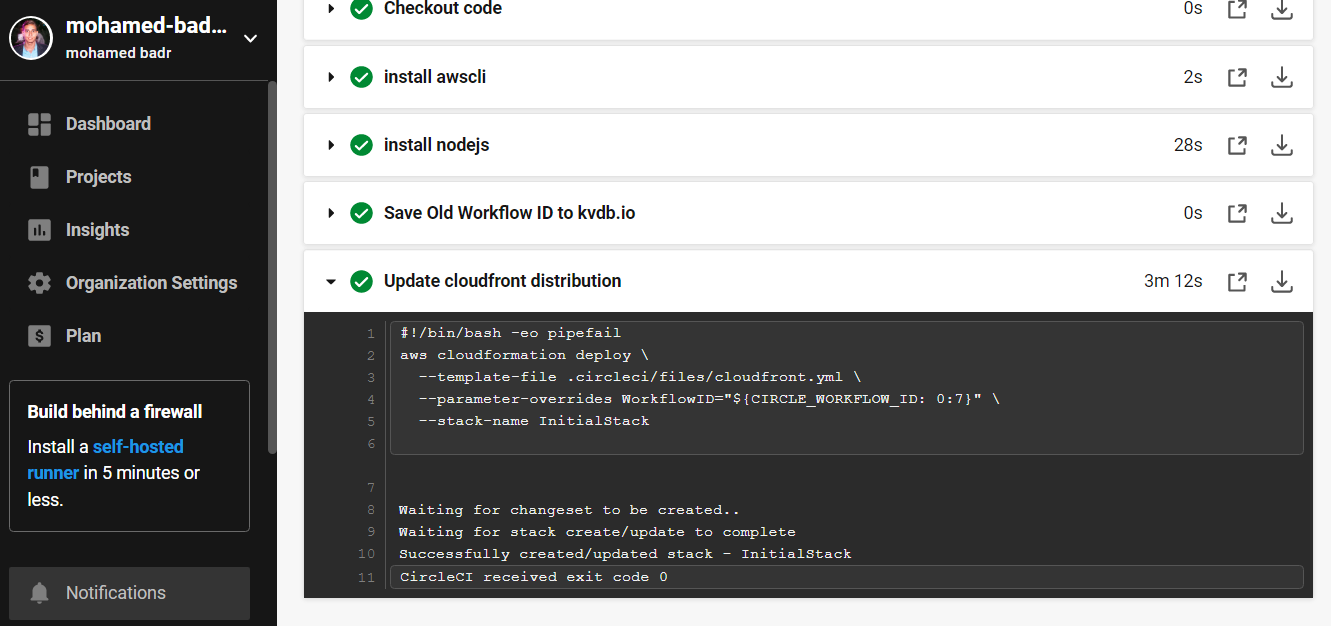 mohamed-bad...
mohamed badr
Dashboard
Projects
Insights
Organization Settings
Plan
Build behind a firewall
Install a self-hosted
runner in 5 minutes or
less.
Notifications
Checkout code 0s
install awscli 2s
install nodejs 28s
Save Old Workflow ID to kvdb.io 0s
Update cloudfront distribution 3m 12s
1 #!/bin/bash -eo pipefail
2 aws cloudformation deploy \
3 --template-file .circleci/files/cloudfront.yml \
4 --parameter-overrides WorkflowID="${CIRCLE_WORKFLOW_ID: 0:7}" \
5 --stack-name InitialStack
6
7
8 Waiting for changeset to be created..
9 Waiting for stack create/update to complete
10 Successfully created/updated stack - InitialStack
11 CircleCI received exit code 0